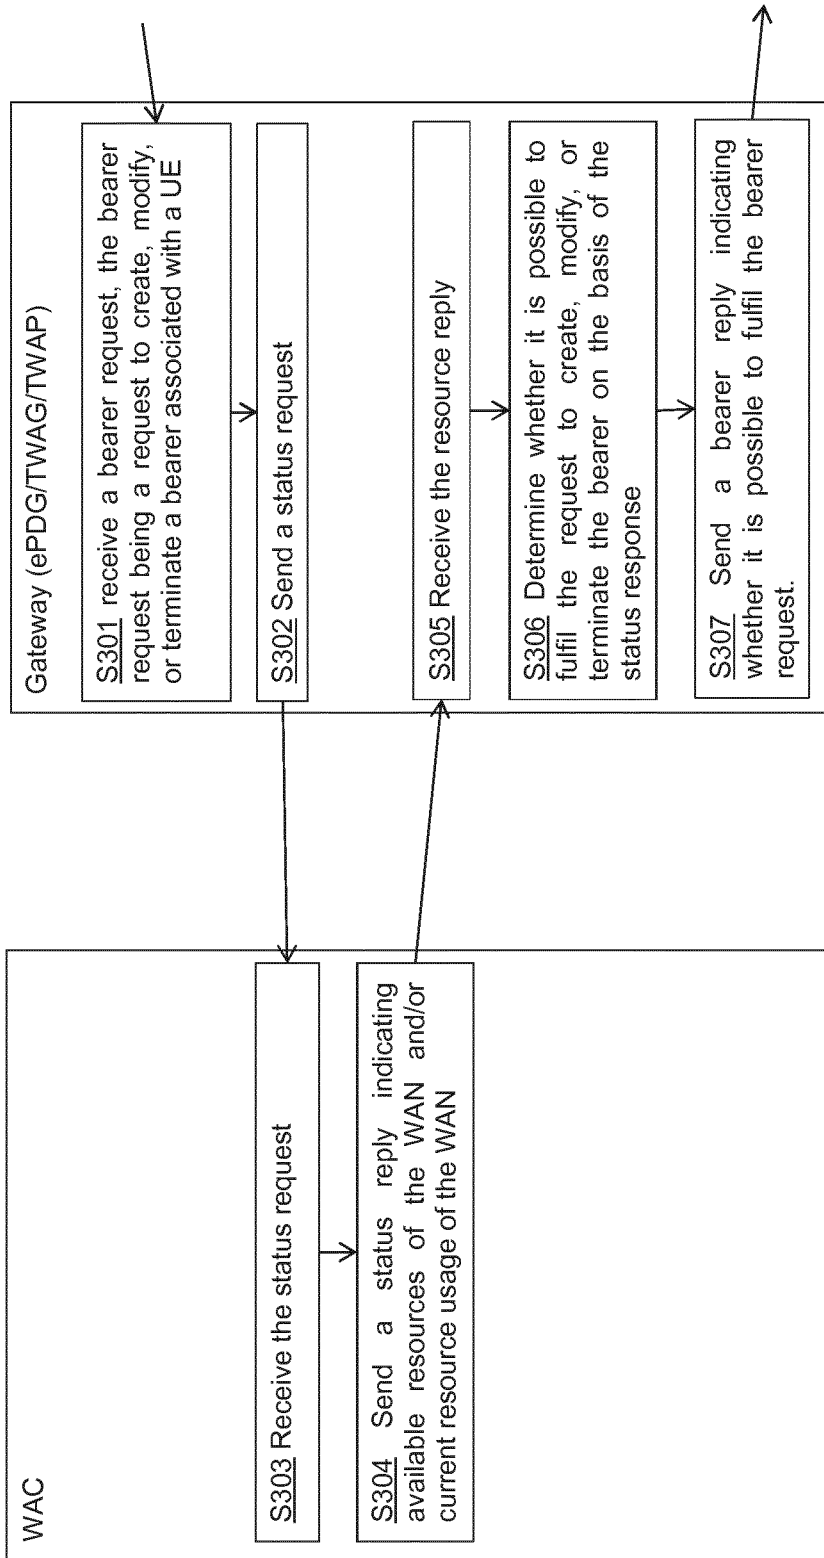 WAC
S303 Receive the status request
S304 Send a status reply indicating
available resources of the WAN and/or
current resource usage of the WAN
Gateway (ePDG/TWAG/TWAP)
S301 receive a bearer request, the bearer
request being a request to create, modify,
or terminate a bearer associated with a UE
S302 Send a status request
S305 Receive the resource reply
S306 Determine whether it is possible to
fulfil the request to create, modify, or
terminate the bearer on the basis of the
status response
S307 Send a bearer reply indicating
whether it is possible to fulfil the bearer
request.